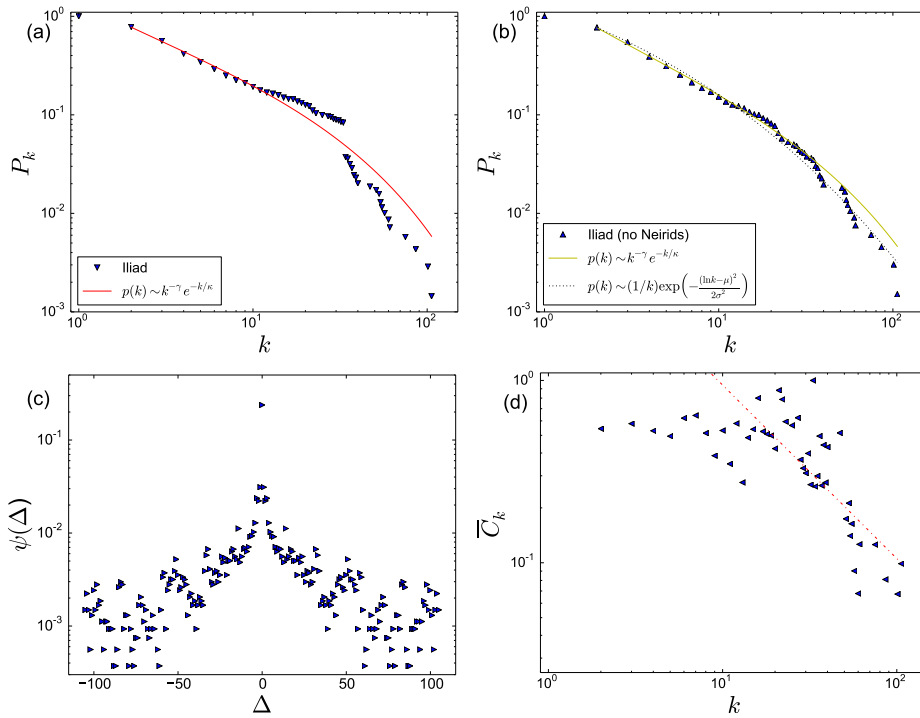 (a)
10^0
10^-1
10^-2
10^-3
P_k
10^0
10^1
10^2
k
Iliad
p(k) ∼ k^{-γ} e^{-k/κ}
(b)
10^0
10^-1
10^-2
10^-3
P_k
10^0
10^1
10^2
k
Iliad (no Neirids)
p(k) ∼ k^{-γ} e^{-k/κ}
p(k) ∼ (1/k)exp(-(lnk-μ)^2/2σ^2)
(c)
10^-1
10^-2
10^-3
ψ(Δ)
−100
−50
0
50
100
Δ
(d)
10^0
10^-1
C̅_k
10^0
10^1
10^2
k